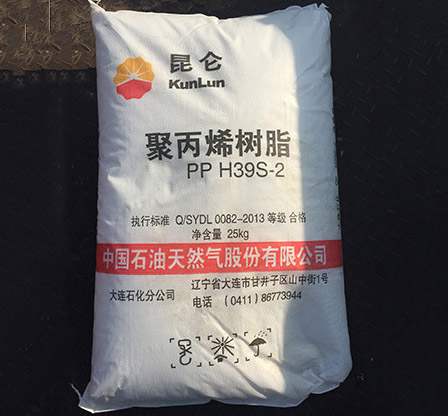 昆仑
KunLun
聚丙烯树脂
PP H39S-2
执行标准 Q/SYDL 0082-2013 等级 合格
净含量 25kg
中国石油天然气股份有限公司
大连石化分公司
辽宁省大连市甘井子区山中街1号
电话 (0411) 86773944